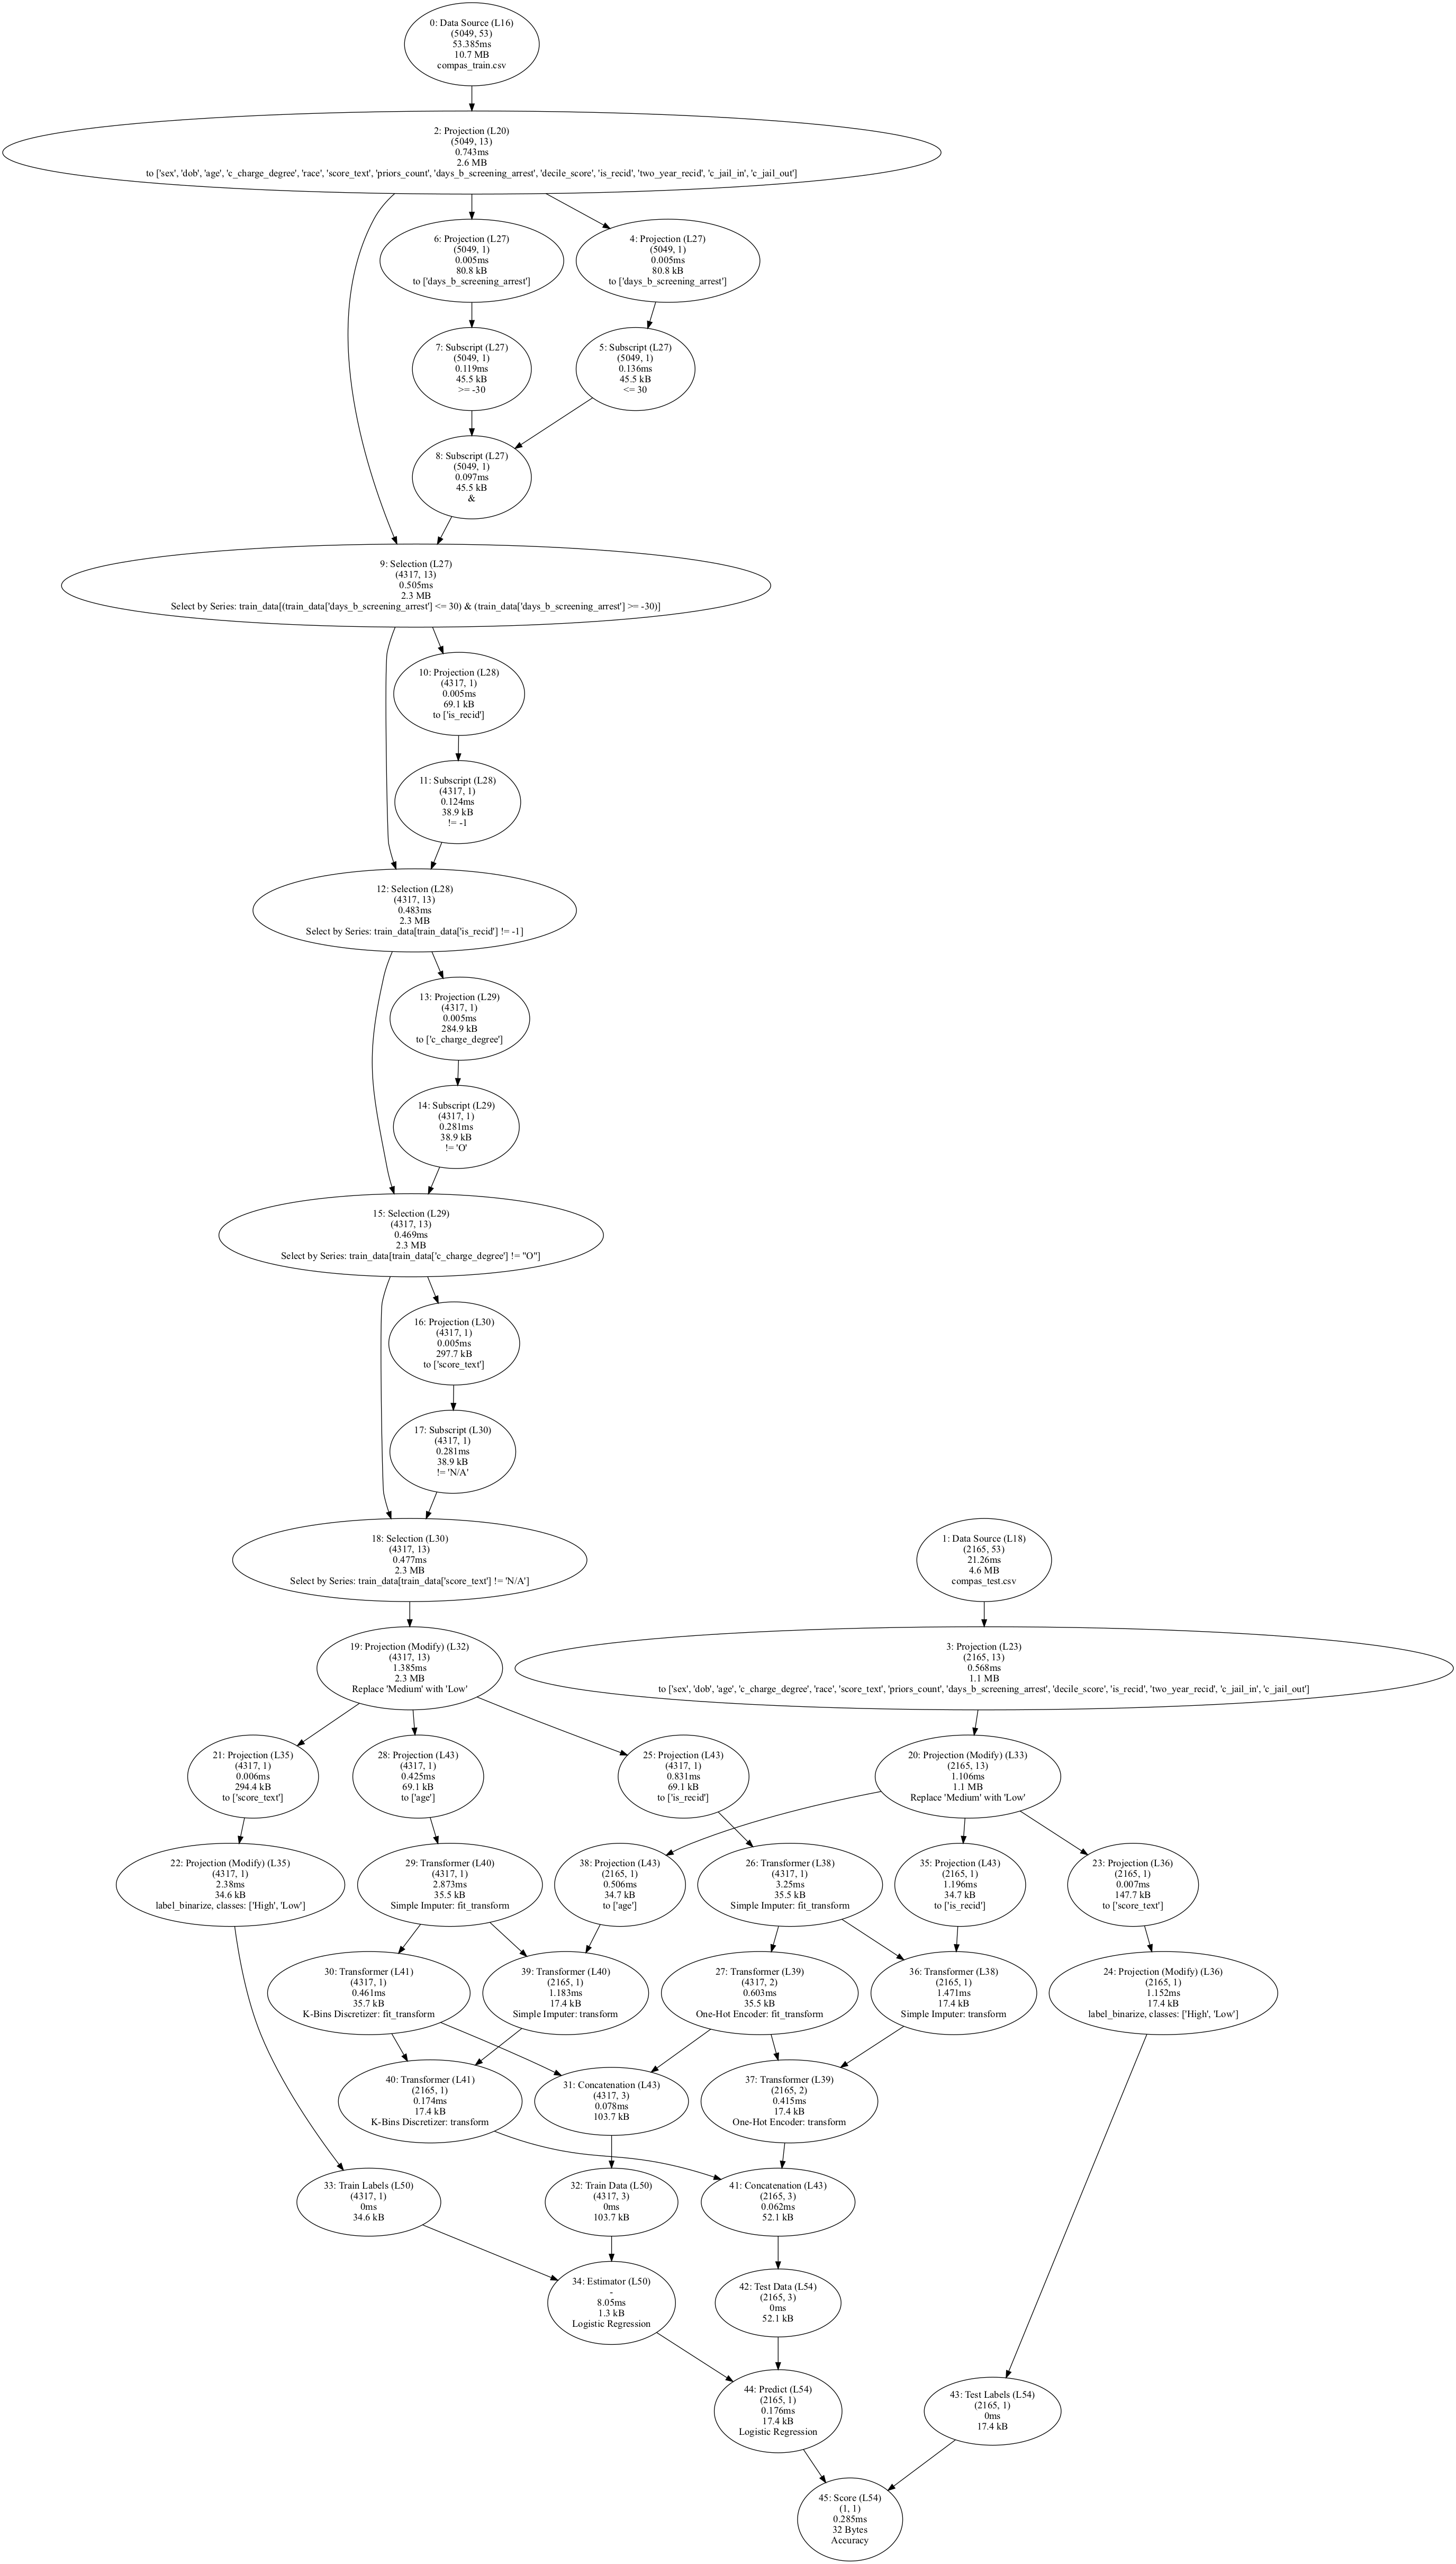 0: Data Source (L16)
(5049, 53)
53.385ms
10.7 MB
compas_train.csv
2: Projection (L20)
(5049, 13)
0.743ms
2.6 MB
to ['sex', 'dob', 'age', 'c_charge_degree', 'race', 'score_text', 'priors_count', 'days_b_screening_arrest', 'decile_score', 'is_recid', 'two_year_recid', 'c_jail_in', 'c_jail_out']
6: Projection (L27)
(5049, 1)
0.005ms
80.8 kB
to ['days_b_screening_arrest']
4: Projection (L27)
(5049, 1)
0.005ms
80.8 kB
to ['days_b_screening_arrest']
7: Subscript (L27)
(5049, 1)
0.119ms
45.5 kB
>= -30
5: Subscript (L27)
(5049, 1)
0.136ms
45.5 kB
<= 30
8: Subscript (L27)
(5049, 1)
0.097ms
45.5 kB
&
9: Selection (L27)
(4317, 13)
0.505ms
2.3 MB
Select by Series: train_data[(train_data['days_b_screening_arrest'] <= 30) & (train_data['days_b_screening_arrest'] >= -30)]
10: Projection (L28)
(4317, 1)
0.005ms
69.1 kB
to ['is_recid']
11: Subscript (L28)
(4317, 1)
0.124ms
38.9 kB
!= -1
12: Selection (L28)
(4317, 13)
0.483ms
2.3 MB
Select by Series: train_data[train_data['is_recid'] != -1]
13: Projection (L29)
(4317, 1)
0.005ms
284.9 kB
to ['c_charge_degree']
14: Subscript (L29)
(4317, 1)
0.281ms
38.9 kB
!= 'O'
15: Selection (L29)
(4317, 13)
0.469ms
2.3 MB
Select by Series: train_data[train_data['c_charge_degree'] != "O"]
16: Projection (L30)
(4317, 1)
0.005ms
297.7 kB
to ['score_text']
17: Subscript (L30)
(4317, 1)
0.281ms
38.9 kB
!= 'N/A'
18: Selection (L30)
(4317, 13)
0.477ms
2.3 MB
Select by Series: train_data[train_data['score_text'] != 'N/A']
1: Data Source (L18)
(2165, 53)
21.26ms
4.6 MB
compas_test.csv
19: Projection (Modify) (L32)
(4317, 13)
1.385ms
2.3 MB
Replace 'Medium' with 'Low'
3: Projection (L23)
(2165, 13)
0.568ms
1.1 MB
to ['sex', 'dob', 'age', 'c_charge_degree', 'race', 'score_text', 'priors_count', 'days_b_screening_arrest', 'decile_score', 'is_recid', 'two_year_recid', 'c_jail_in', 'c_jail_out']
21: Projection (L35)
(4317, 1)
0.006ms
294.4 kB
to ['score_text']
28: Projection (L43)
(4317, 1)
0.425ms
69.1 kB
to ['age']
25: Projection (L43)
(4317, 1)
0.831ms
69.1 kB
to ['is_recid']
20: Projection (Modify) (L33)
(2165, 13)
1.106ms
1.1 MB
Replace 'Medium' with 'Low'
22: Projection (Modify) (L35)
(4317, 1)
2.38ms
34.6 kB
label_binarize, classes: ['High', 'Low']
29: Transformer (L40)
(4317, 1)
2.873ms
35.5 kB
Simple Imputer: fit_transform
38: Projection (L43)
(2165, 1)
0.506ms
34.7 kB
to ['age']
26: Transformer (L38)
(4317, 1)
3.25ms
35.5 kB
Simple Imputer: fit_transform
35: Projection (L43)
(2165, 1)
1.196ms
34.7 kB
to ['is_recid']
23: Projection (L36)
(2165, 1)
0.007ms
147.7 kB
to ['score_text']
30: Transformer (L41)
(4317, 1)
0.461ms
35.7 kB
K-Bins Discretizer: fit_transform
39: Transformer (L40)
(2165, 1)
1.183ms
17.4 kB
Simple Imputer: transform
27: Transformer (L39)
(4317, 2)
0.603ms
35.5 kB
One-Hot Encoder: fit_transform
36: Transformer (L38)
(2165, 1)
1.471ms
17.4 kB
Simple Imputer: transform
24: Projection (Modify) (L36)
(2165, 1)
1.152ms
17.4 kB
label_binarize, classes: ['High', 'Low']
40: Transformer (L41)
(2165, 1)
0.174ms
17.4 kB
K-Bins Discretizer: transform
31: Concatenation (L43)
(4317, 3)
0.078ms
103.7 kB
37: Transformer (L39)
(2165, 2)
0.415ms
17.4 kB
One-Hot Encoder: transform
33: Train Labels (L50)
(4317, 1)
0ms
34.6 kB
32: Train Data (L50)
(4317, 3)
0ms
103.7 kB
41: Concatenation (L43)
(2165, 3)
0.062ms
52.1 kB
34: Estimator (L50)
-
8.05ms
1.3 kB
Logistic Regression
42: Test Data (L54)
(2165, 3)
0ms
52.1 kB
44: Predict (L54)
(2165, 1)
0.176ms
17.4 kB
Logistic Regression
43: Test Labels (L54)
(2165, 1)
0ms
17.4 kB
45: Score (L54)
(1, 1)
0.285ms
32 Bytes
Accuracy